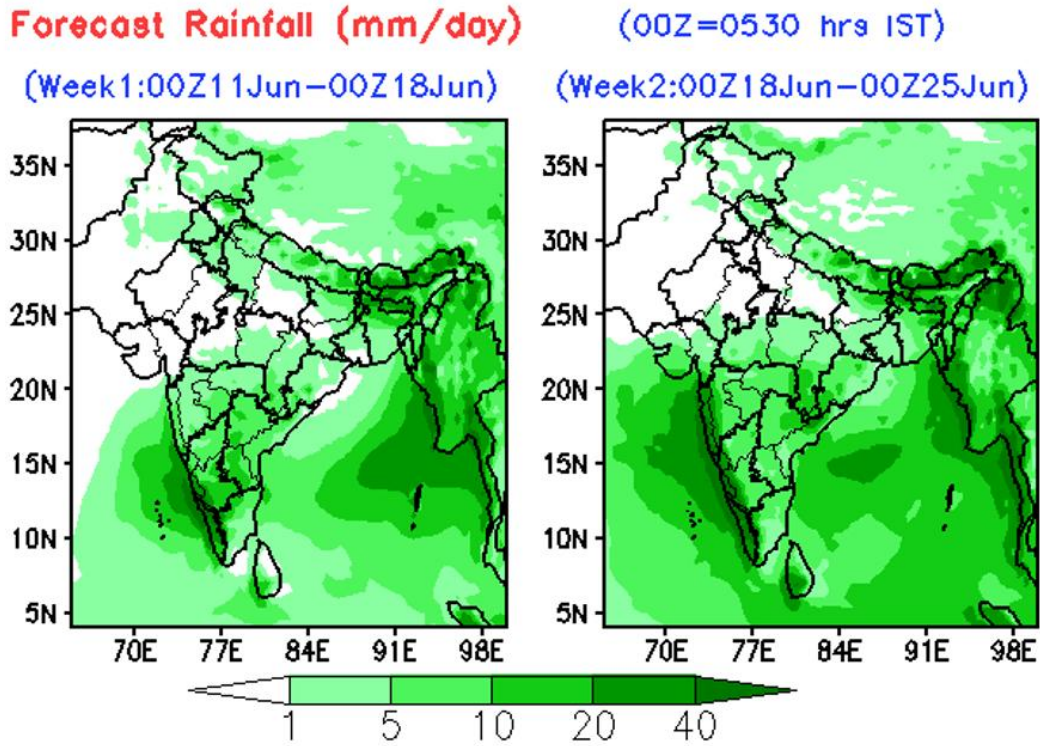 Forecast Rainfall (mm/day) (00Z=0530 hrs IST)
(Week1:00Z11Jun-00Z18Jun) (Week2:00Z18Jun-00Z25Jun)
35N 35N
30N 30N
25N 25N
20N 20N
15N 15N
10N 10N
5N 5N
70E 77E 84E 91E 98E 70E 77E 84E 91E 98E
1 5 10 20 40